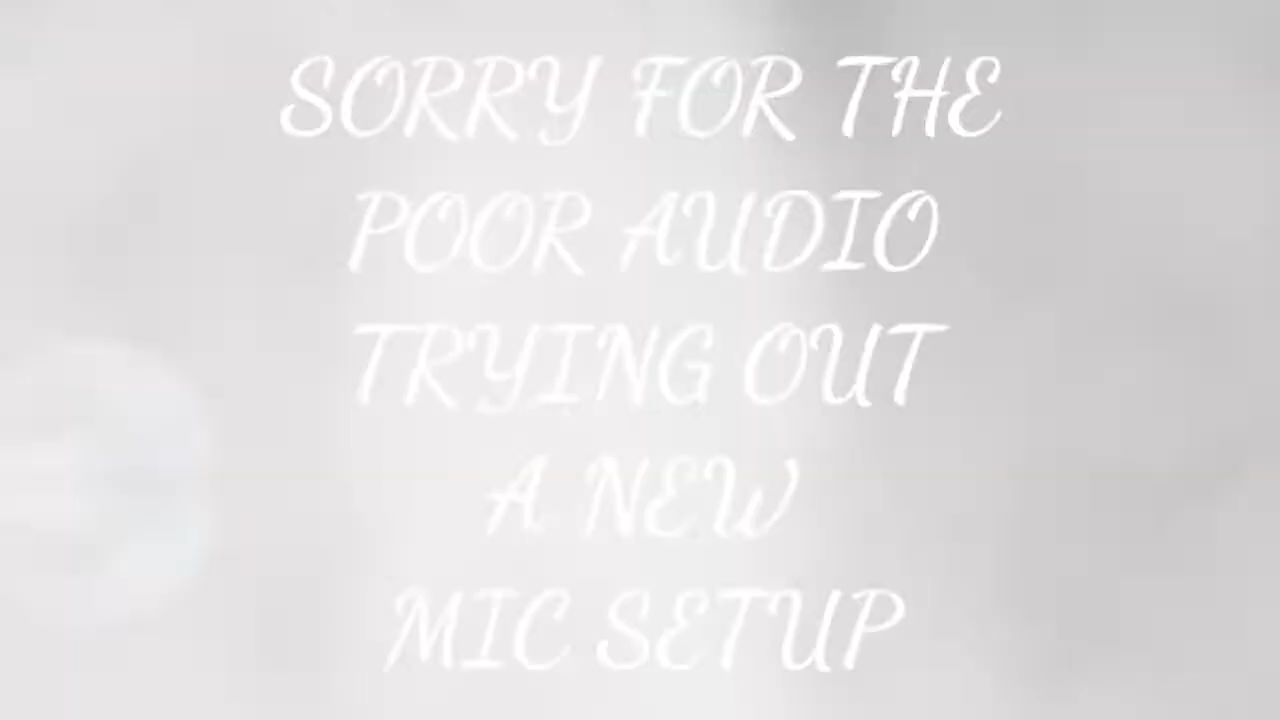 SORRY FOR THE
POOR AUDIO
TRYING OUT
A NEW
MIC SETUP